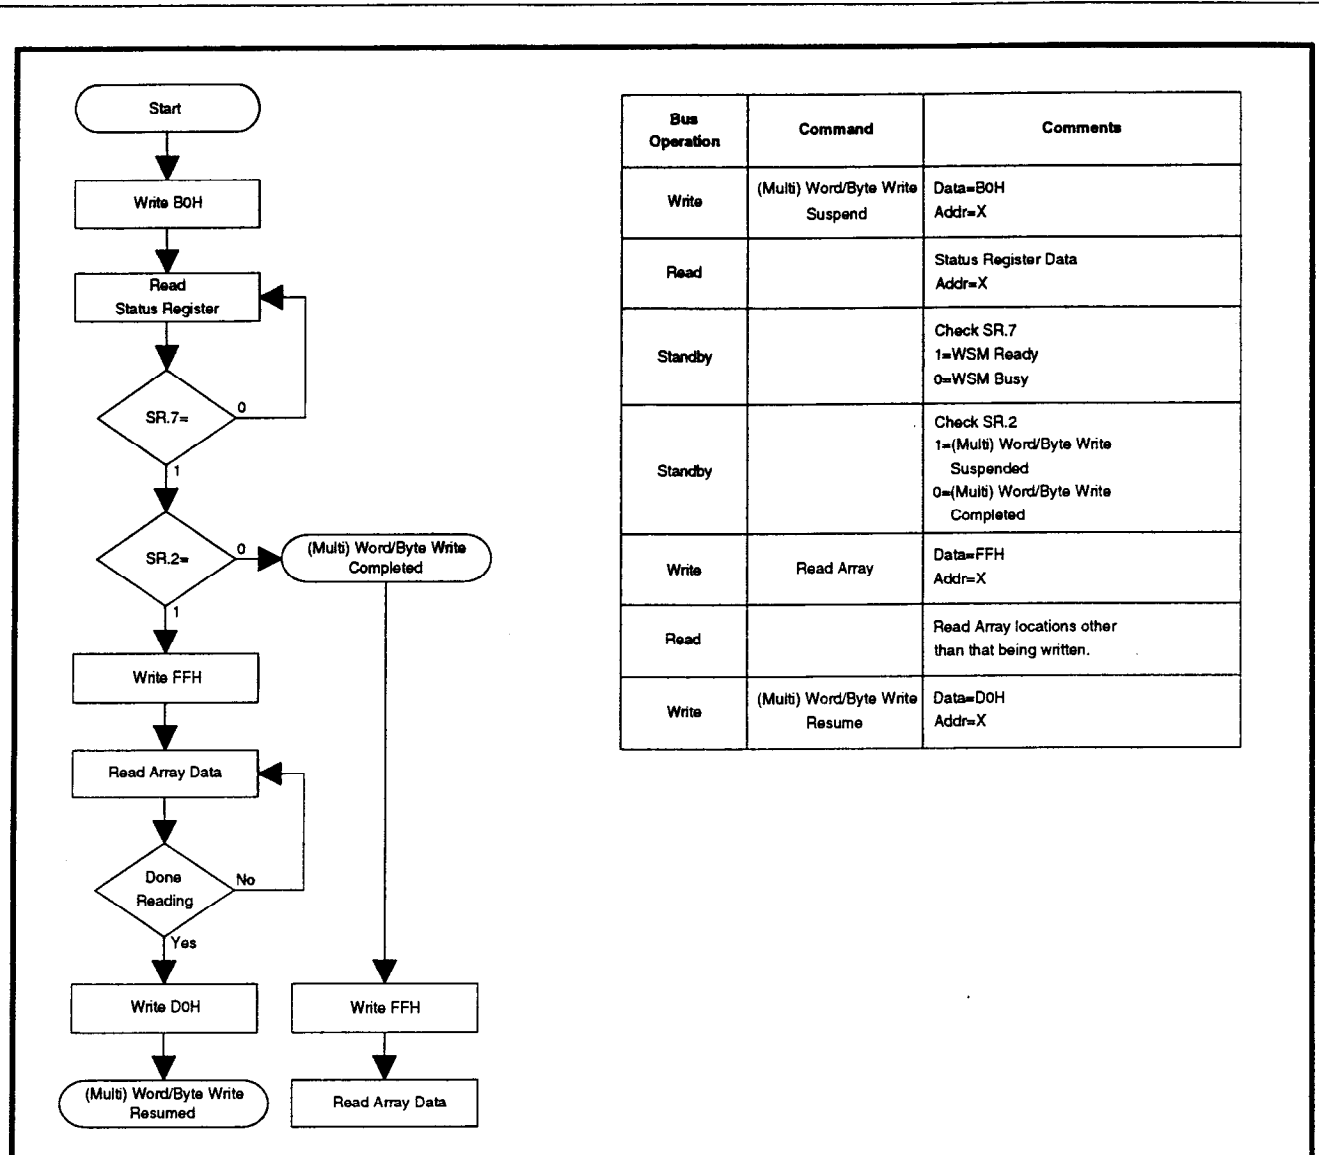 Start
Write B0H
Read
Status Register
SR.7=
0
1
SR.2=
0
(Multi) Word/Byte Write
Completed
1
Write FFH
Read Array Data
Done
Reading
No
Yes
Write D0H
Write FFH
(Multi) Word/Byte Write
Resumed
Read Array Data
Bus
Operation
Command
Comments
Write
(Multi) Word/Byte Write
Suspend
Data=B0H
Addr=X
Read
Status Register Data
Addr=X
Standby
Check SR.7
1=WSM Ready
0=WSM Busy
Standby
Check SR.2
1=(Multi) Word/Byte Write
Suspended
0=(Multi) Word/Byte Write
Completed
Write
Read Array
Data=FFH
Addr=X
Read
Read Array locations other
than that being written.
Write
(Multi) Word/Byte Write
Resume
Data=D0H
Addr=X